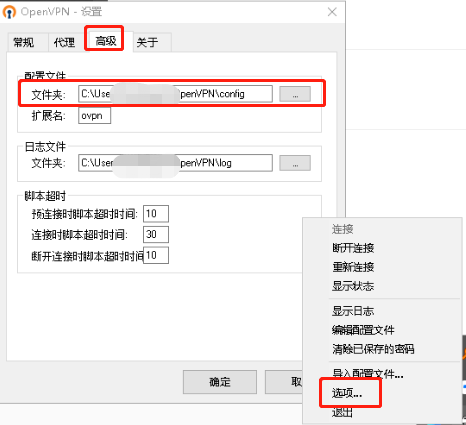 OpenVPN - 设置
常规 代理 高级 关于
配置文件
文件夹: C:\Use openVPN\config ...
扩展名: ovpn
日志文件
文件夹: C:\Us openVPN\log ...
脚本超时
预连接时脚本超时时间: 10
连接时脚本超时时间: 30
断开连接时脚本超时时间 10
确定 取
连接
断开连接
重新连接
显示状态
显示日志
编辑配置文件
清除已保存的密码
导入配置文件...
选项...
退出